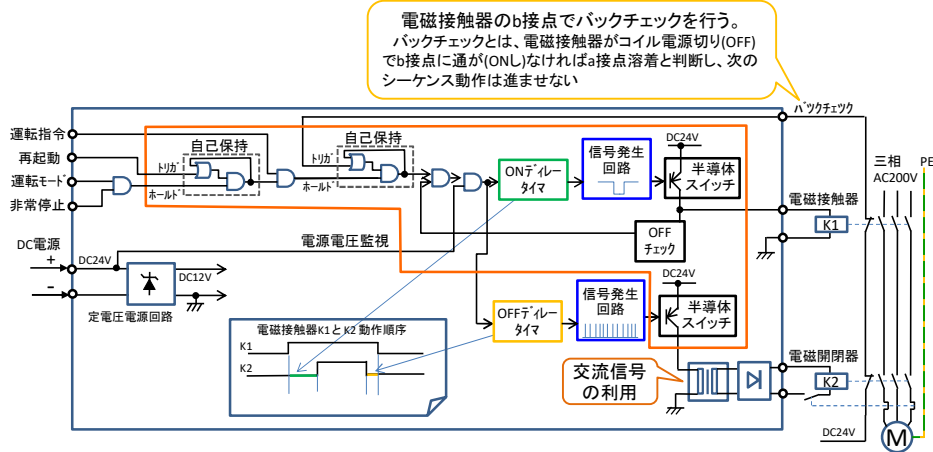 電磁接触器のb接点でバックチェックを行う。
バックチェックとは、電磁接触器がコイル電源切り(OFF)
でb接点に通が(ONし)なければa接点溶着と判断し、次の
シーケンス動作は進ませない
バックチェック
運転指令
再起動
運転モード
非常停止
自己保持
トリガ
ホールド
自己保持
トリガ
ホールド
ONディレー
タイマ
信号発生
回路
DC24V
半導体
スイッチ
OFF
チェック
三相
AC200V
PE
電磁接触器
K1
電源電圧監視
DC電源
+
-
DC24V
DC12V
定電圧電源回路
OFFディレー
タイマ
信号発生
回路
DC24V
半導体
スイッチ
電磁接触器K1とK2動作順序
K1
K2
交流信号
の利用
電磁開閉器
K2
DC24V
M